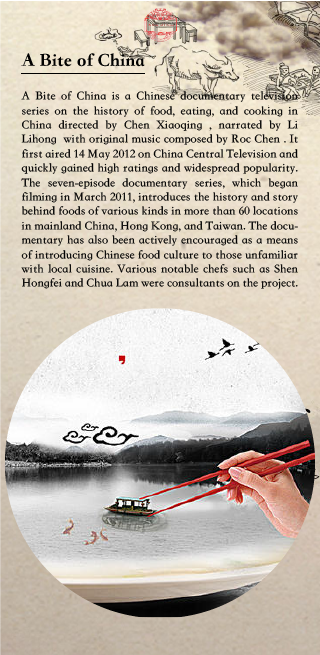 A Bite of China
A Bite of China is a Chinese documentary television
series on the history of food, eating, and cooking in
China directed by Chen Xiaoqing , narrated by Li
Lihong with original music composed by Roc Chen . It
first aired 14 May 2012 on China Central Television and
quickly gained high ratings and widespread popularity.
The seven-episode documentary series, which began
filming in March 2011, introduces the history and story
behind foods of various kinds in more than 60 locations
in mainland China, Hong Kong, and Taiwan. The docu-
mentary has also been actively encouraged as a means
of introducing Chinese food culture to those unfamiliar
with local cuisine. Various notable chefs such as Shen
Hongfei and Chua Lam were consultants on the project.